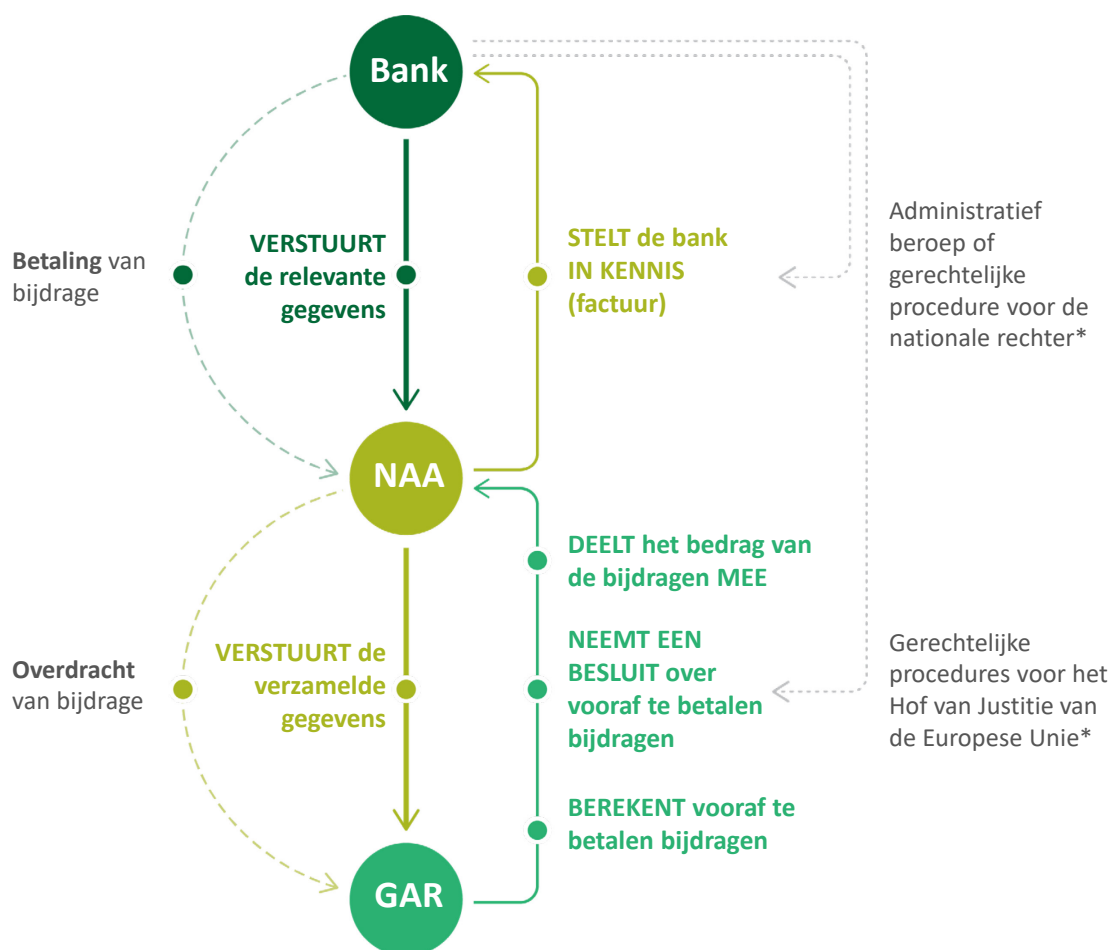 Bank
Betaling van
bijdrage
VERSTUURT
de relevante
gegevens
STELT de bank
IN KENNIS
(factuur)
Administratief
beroep of
gerechtelijke
procedure voor de
nationale rechter*
NAA
DEELT het bedrag van
de bijdragen MEE
Overdracht
van bijdrage
VERSTUURT de
verzamelde
gegevens
NEEMT EEN
BESLUIT over
vooraf te betalen
bijdragen
Gerechtelijke
procedures voor het
Hof van Justitie van
de Europese Unie*
BEREKENT vooraf te
betalen bijdragen
GAR